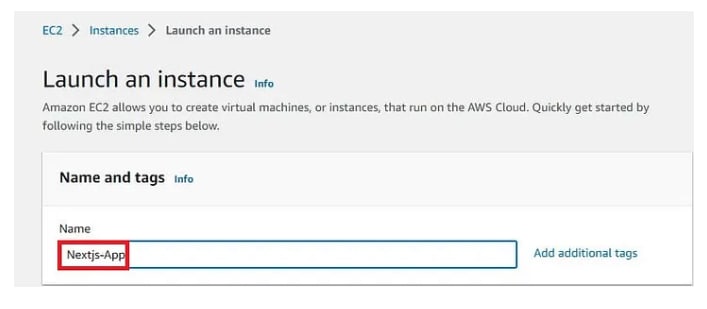 EC2 > Instances > Launch an instance
Launch an instance Info
Amazon EC2 allows you to create virtual machines, or instances, that run on the AWS Cloud. Quickly get started by
following the simple steps below.
Name and tags Info
Name
Nextjs-App Add additional tags